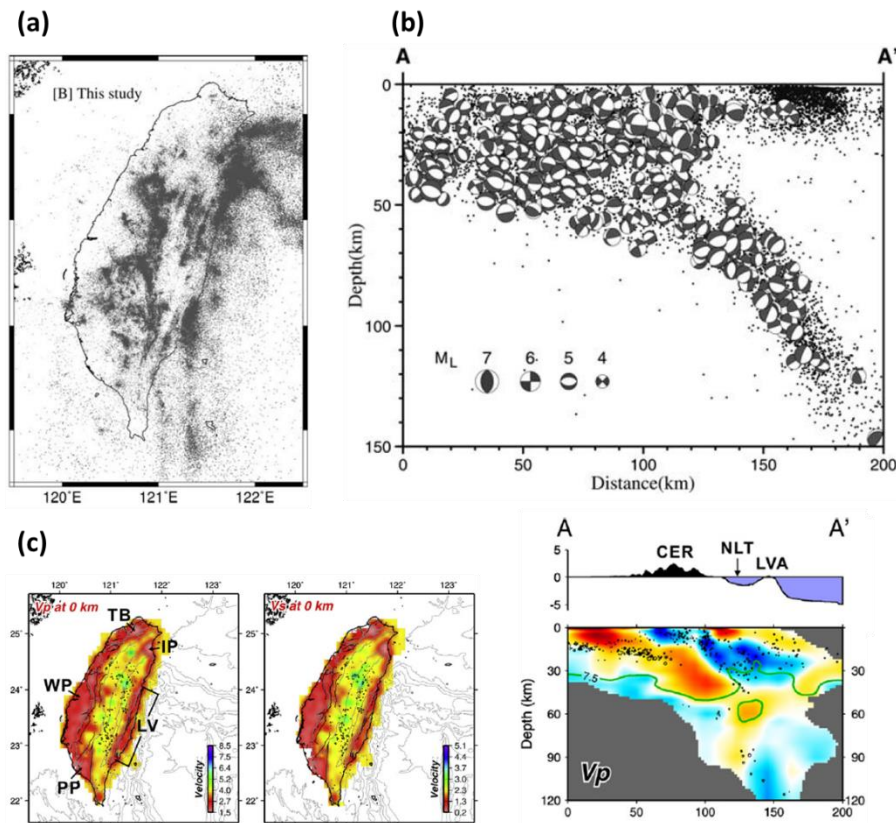 (a)
[B] This study
120°E
121°E
122°E
(b)
A
A'
0
50
100
150
Depth(km)
M_L
7
6
5
4
0
50
100
150
200
Distance(km)
(c)
120˚
121˚
122˚
123˚
Vp at 0 km
TB
IP
WP
LV
PP
25˚
24˚
23˚
22˚
Velocity
6.5
5.4
4.7
4.0
3.4
2.7
1.5
120˚
121˚
122˚
123˚
Vs at 0 km
Velocity
5.1
3.9
3.0
2.2
1.3
0.2
A
A'
CER
NLT
LVA
5
0
-5
0
30
60
90
120
Depth (km)
7.5
Vp
0
30
60
90
120
0
50
100
150
200